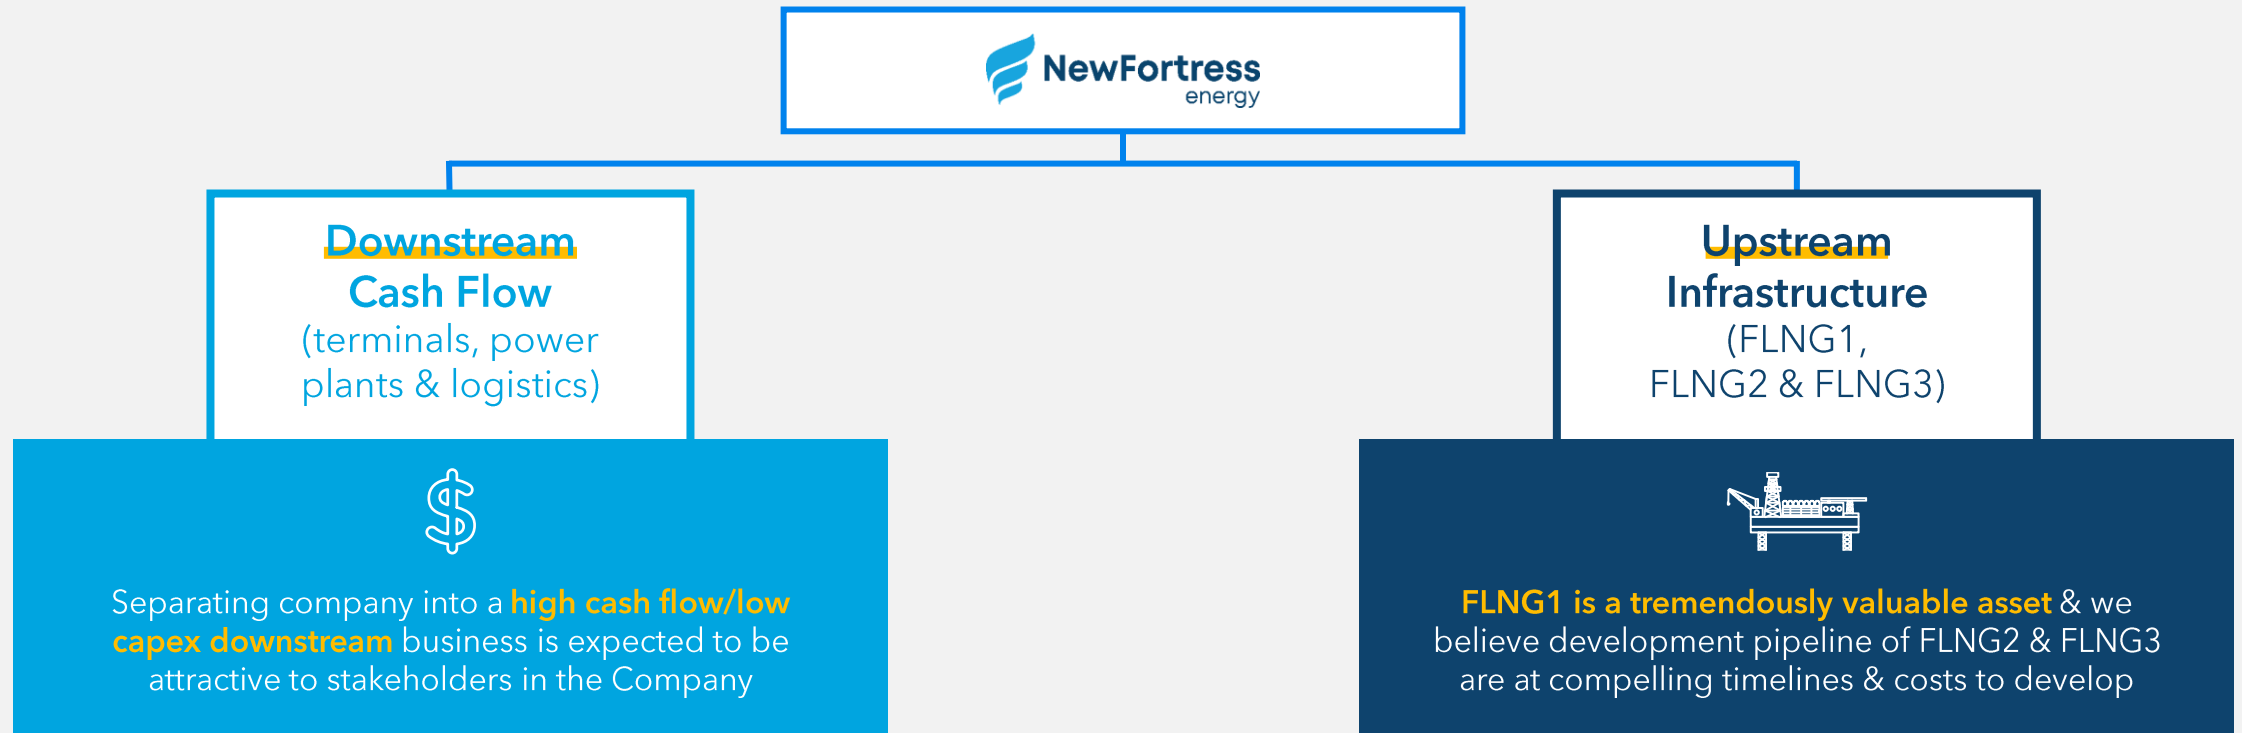 NewFortress
energy
Downstream
Cash Flow
(terminals, power
plants & logistics)
Separating company into a high cash flow/low
capex downstream business is expected to be
attractive to stakeholders in the Company
Upstream
Infrastructure
(FLNG1,
FLNG2 & FLNG3)
FLNG1 is a tremendously valuable asset & we
believe development pipeline of FLNG2 & FLNG3
are at compelling timelines & costs to develop